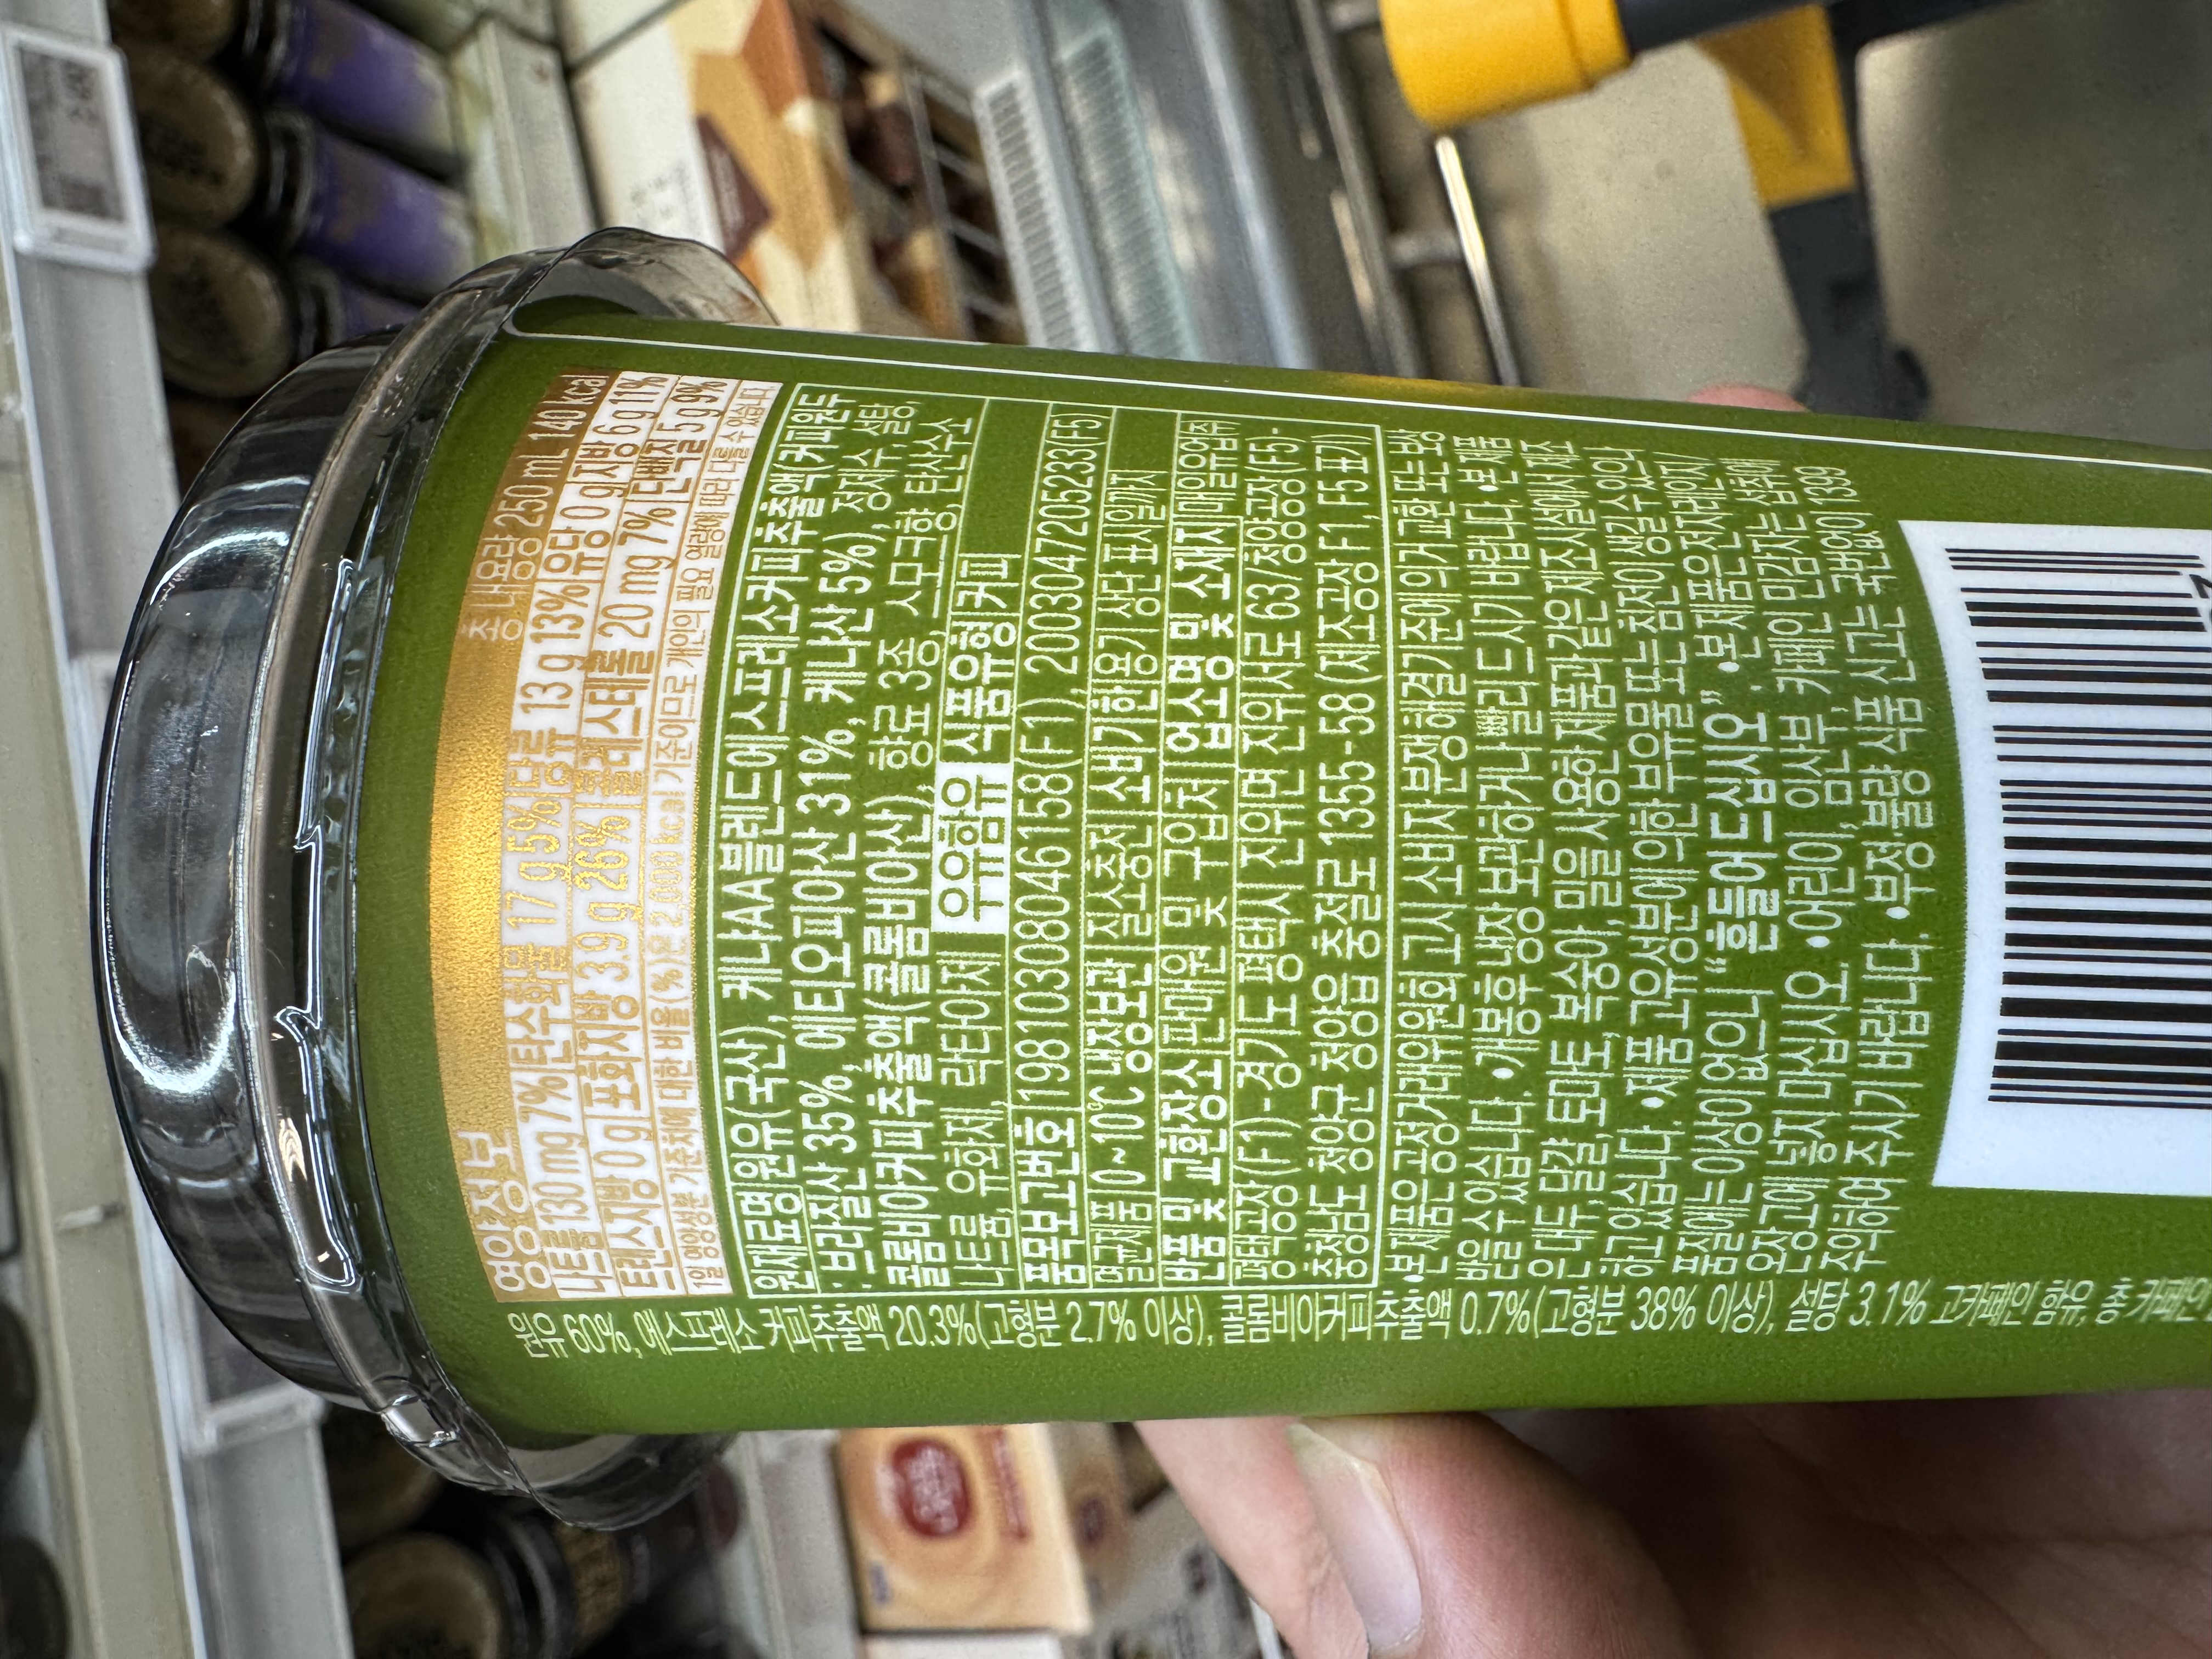 영양정보 총 내용량 250 mL 140 kcal
나트륨 130 mg 7% 탄수화물 17 g 5% 당류 13 g 13% 유당 0 g 지방 6 g 11%
트랜스지방 0 g 포화지방 3.9 g 26% 콜레스테롤 20 mg 7% 단백질 5 g 9%
1일 영양성분 기준치에 대한 비율(%)은 2,000 kcal 기준이므로 개인의 필요 열량에 따라 다를 수 있습니다.
원재료명 원유(국산), 케냐AA블렌드에스프레소커피추출액(커피원두
: 브라질산 35%, 에티오피아산 31%, 케냐산 5%), 정제수, 설탕,
콜롬비아커피추출액(콜롬비아산), 향료 3종, 스모크향, 탄산수소
나트륨, 유화제, 락타아제 우유함유 식품유형 커피
품목보고번호 19810308046158(F1), 2003047205233(F5)
멸균제품 0~10℃ 냉장보관 질소충전 소비기한 용기 상단 표시일까지
반품 및 교환장소 판매원 및 구입처 업소명 및 소재지 매일유업㈜
평택공장(F1)-경기도 평택시 진위면 진위서로 63/청양공장(F5)-
충청남도 청양군 청양읍 충절로 1355-58 (제조공장 F1, F5 표기)
•본 제품은 공정거래위원회 고시 소비자분쟁해결기준에 의거 교환 또는 보상
받을 수 있습니다. •개봉 후 냉장 보관하거나 빨리 드시기 바랍니다. •본 제품
은 대두, 달걀, 토마토, 복숭아, 밀을 사용한 제품과 같은 제조시설에서 제조
하고 있습니다. •제품 고유성분에 의한 부유물 또는 침전이 생길 수 있으나
품질에는 이상이 없으니 “흔들어 드십시오”. •본 제품은 전자레인지/
온장고에 넣지 마십시오. •어린이, 임산부, 카페인 민감자는 섭취에
주의하여 주시기 바랍니다. •부정·불량 식품 신고는 국번없이 1399
원유 60%, 에스프레소 커피추출액 20.3%(고형분 2.7% 이상), 콜롬비아커피추출액 0.7%(고형분 38% 이상), 설탕 3.1% 고카페인 함유